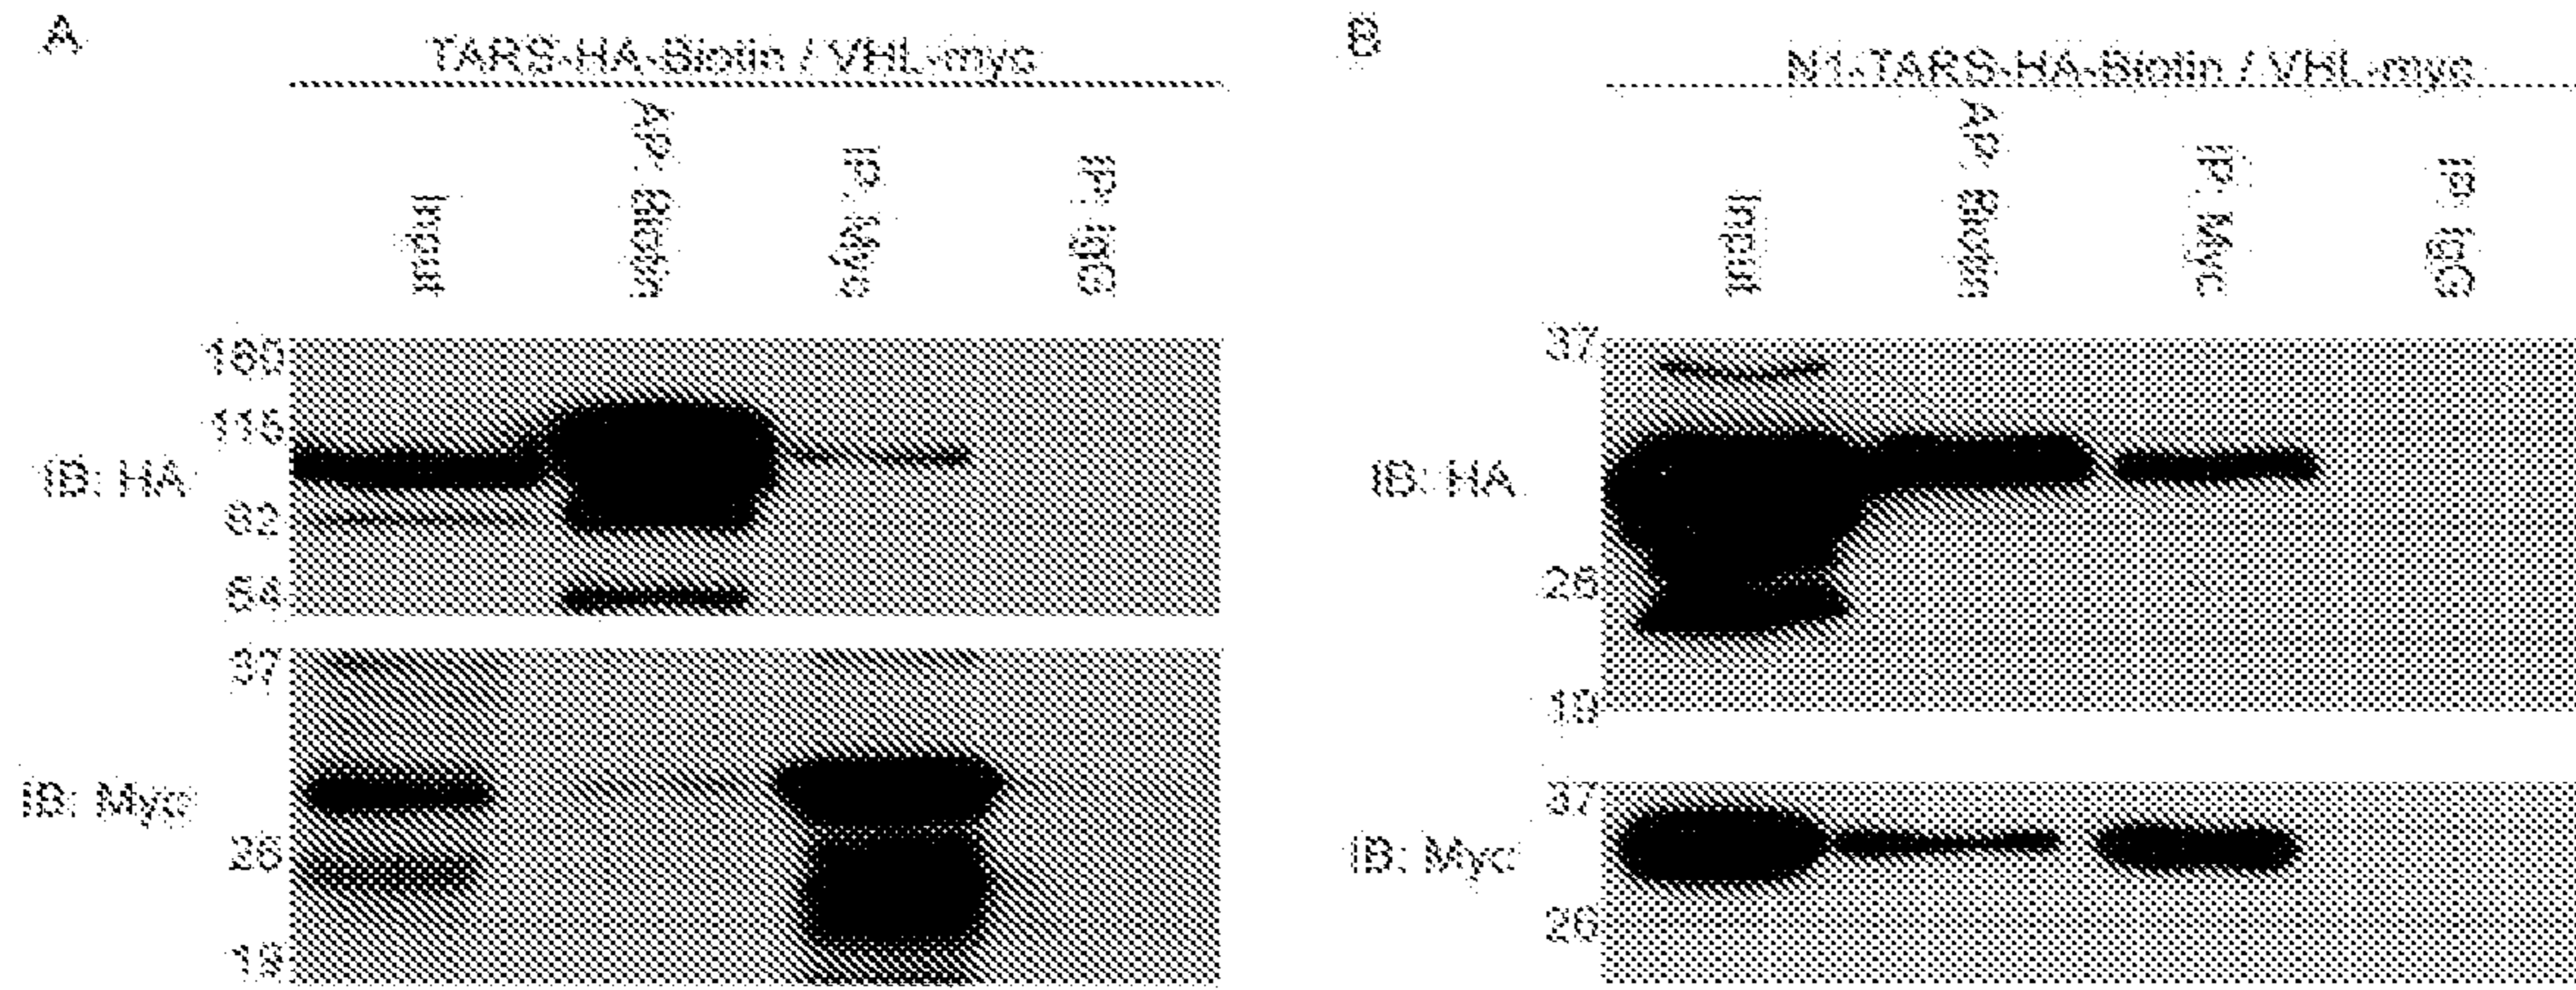 A
TARS-HA-Biotin / VHL-myc
Input
AP: Biotin
IP: Myc
IP: IgG
180
115
IB: HA
82
64
37
IB: Myc
26
19
B
N1-TARS-HA-Biotin / VHL-myc
Input
AP: Biotin
IP: Myc
IP: IgG
37
IB: HA
26
19
37
IB: Myc
26